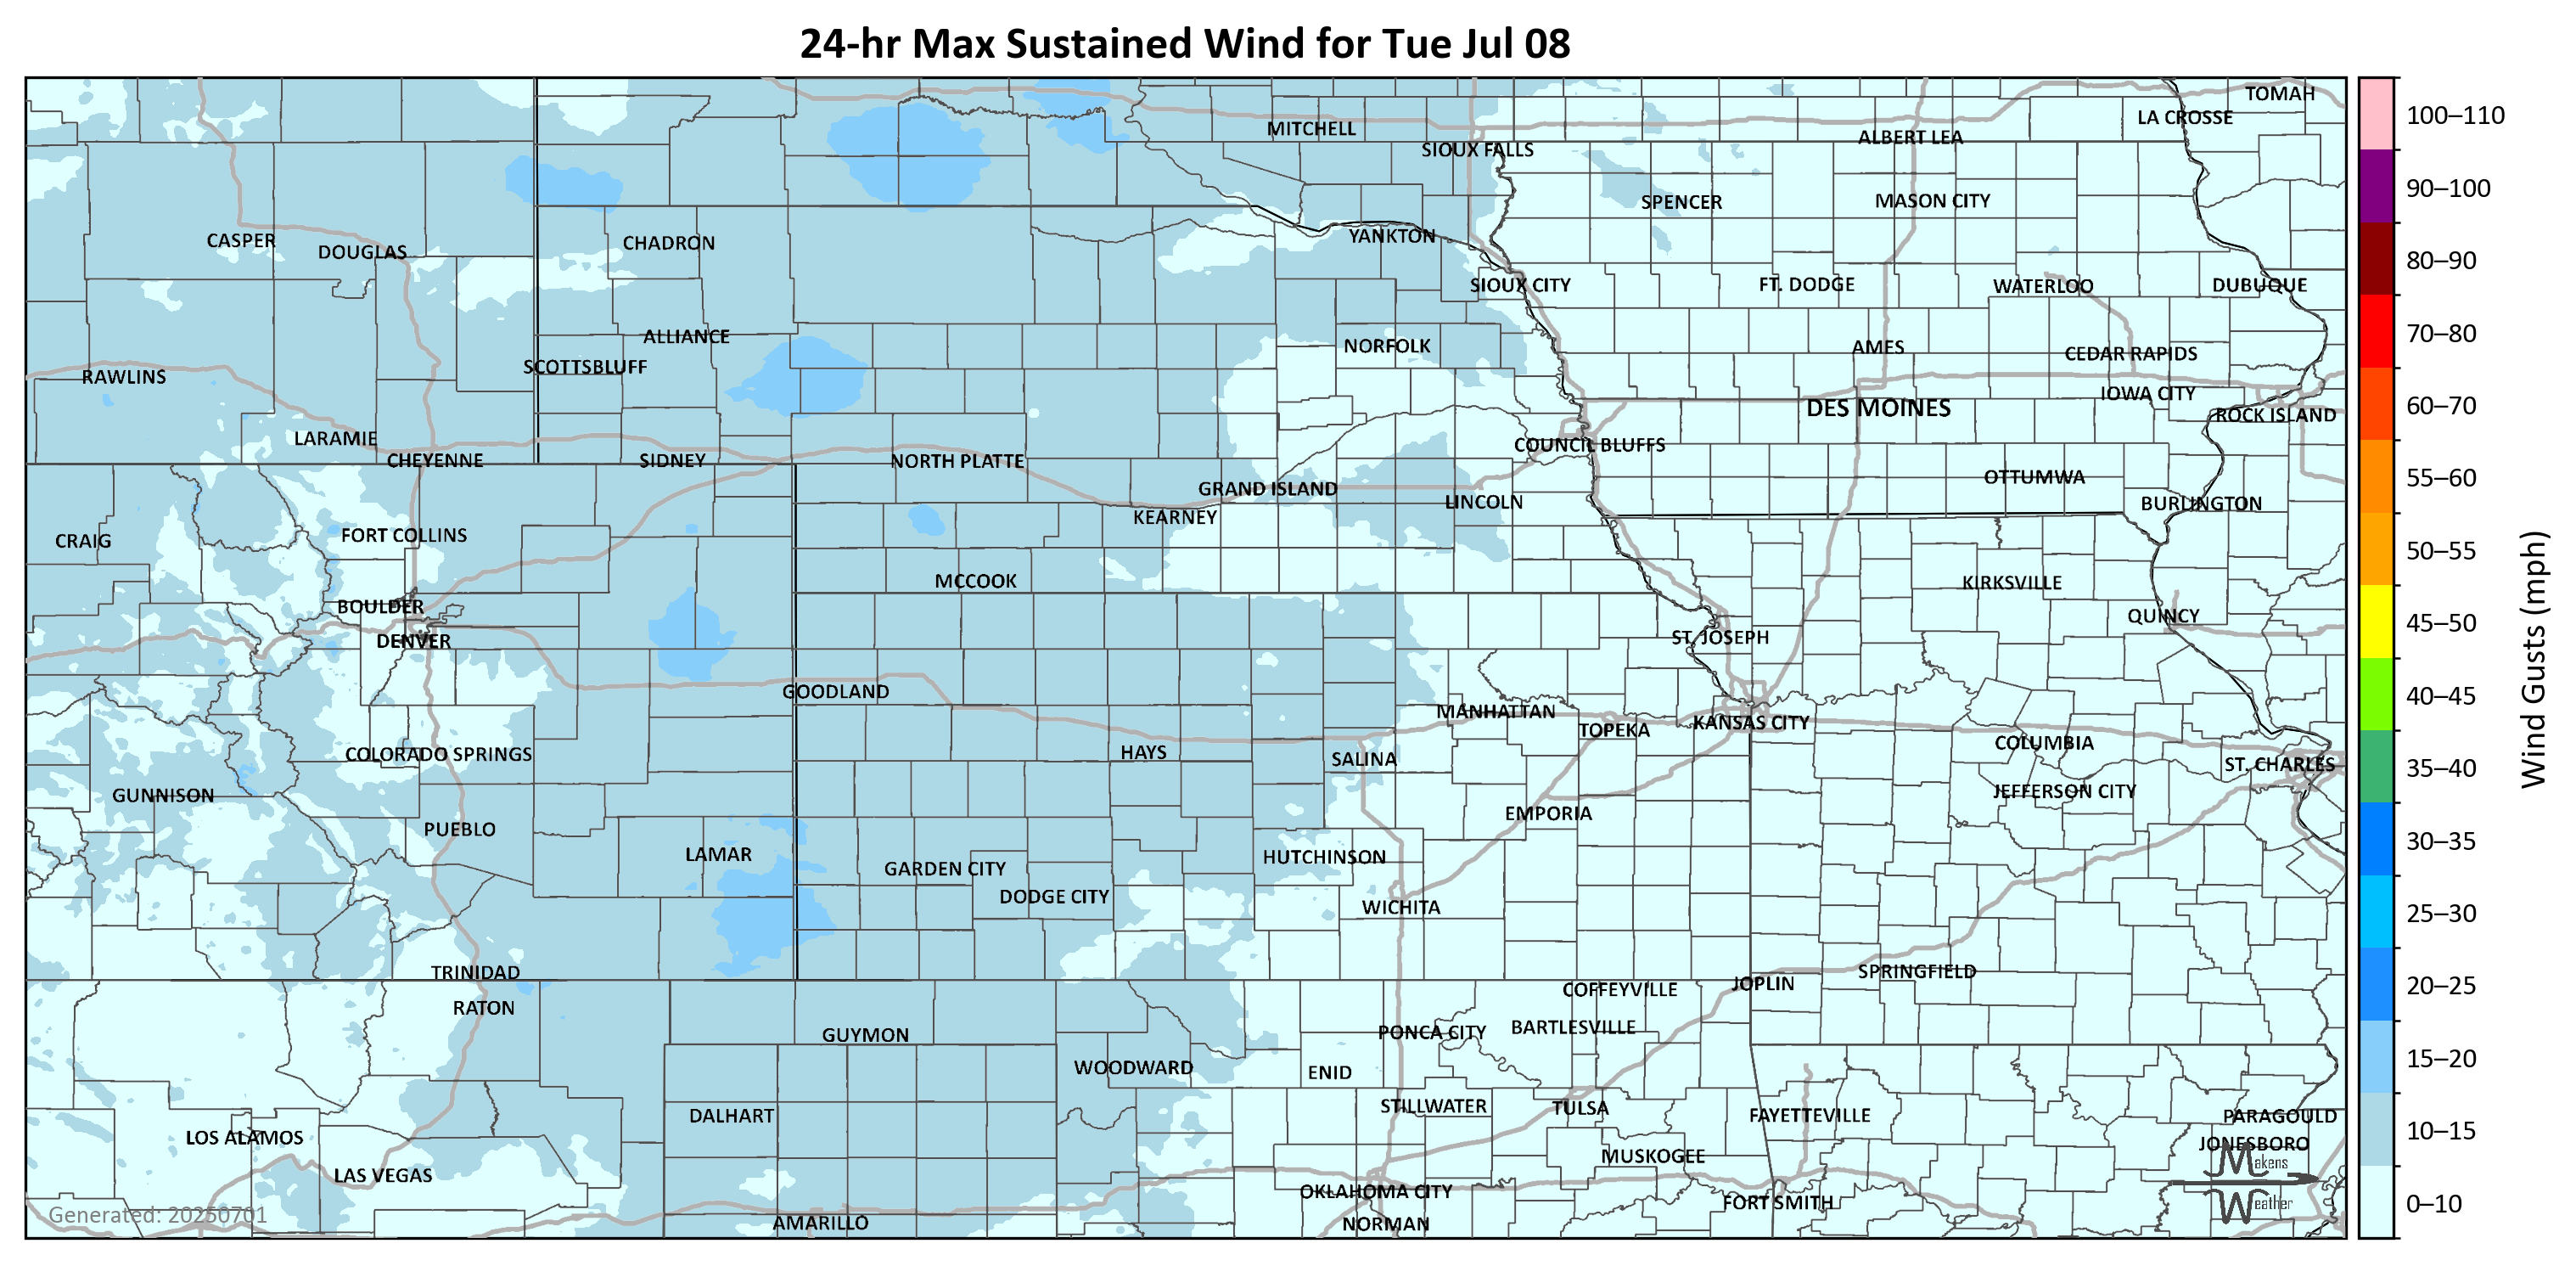 24-hr Max Sustained Wind for Tue Jul 08
TOMAH
LA CROSSE
MITCHELL
ALBERT LEA
SIOUX FALLS
SPENCER
MASON CITY
CASPER
DOUGLAS
CHADRON
YANKTON
SIOUX CITY
FT. DODGE
WATERLOO
DUBUQUE
ALLIANCE
NORFOLK
AMES
CEDAR RAPIDS
SCOTTSBLUFF
RAWLINS
IOWA CITY
DES MOINES
ROCK ISLAND
LARAMIE
COUNCIL BLUFFS
CHEYENNE
SIDNEY
NORTH PLATTE
OTTUMWA
GRAND ISLAND
LINCOLN
BURLINGTON
KEARNEY
FORT COLLINS
CRAIG
MCCOOK
KIRKSVILLE
BOULDER
QUINCY
DENVER
ST. JOSEPH
GOODLAND
MANHATTAN
KANSAS CITY
TOPEKA
COLUMBIA
HAYS
COLORADO SPRINGS
SALINA
ST. CHARLES
GUNNISON
JEFFERSON CITY
EMPORIA
PUEBLO
LAMAR
HUTCHINSON
GARDEN CITY
DODGE CITY
WICHITA
TRINIDAD
SPRINGFIELD
JOPLIN
COFFEYVILLE
RATON
BARTLESVILLE
GUYMON
PONCA CITY
WOODWARD
ENID
STILLWATER
TULSA
DALHART
FAYETTEVILLE
PARAGOULD
LOS ALAMOS
JONESBORO
MUSKOGEE
LAS VEGAS
OKLAHOMA CITY
FORT SMITH
AMARILLO
NORMAN
Generated: 20250701
Makens
Weather
100–110
90–100
80–90
70–80
60–70
55–60
50–55
45–50
40–45
35–40
30–35
25–30
20–25
15–20
10–15
0–10
Wind Gusts (mph)